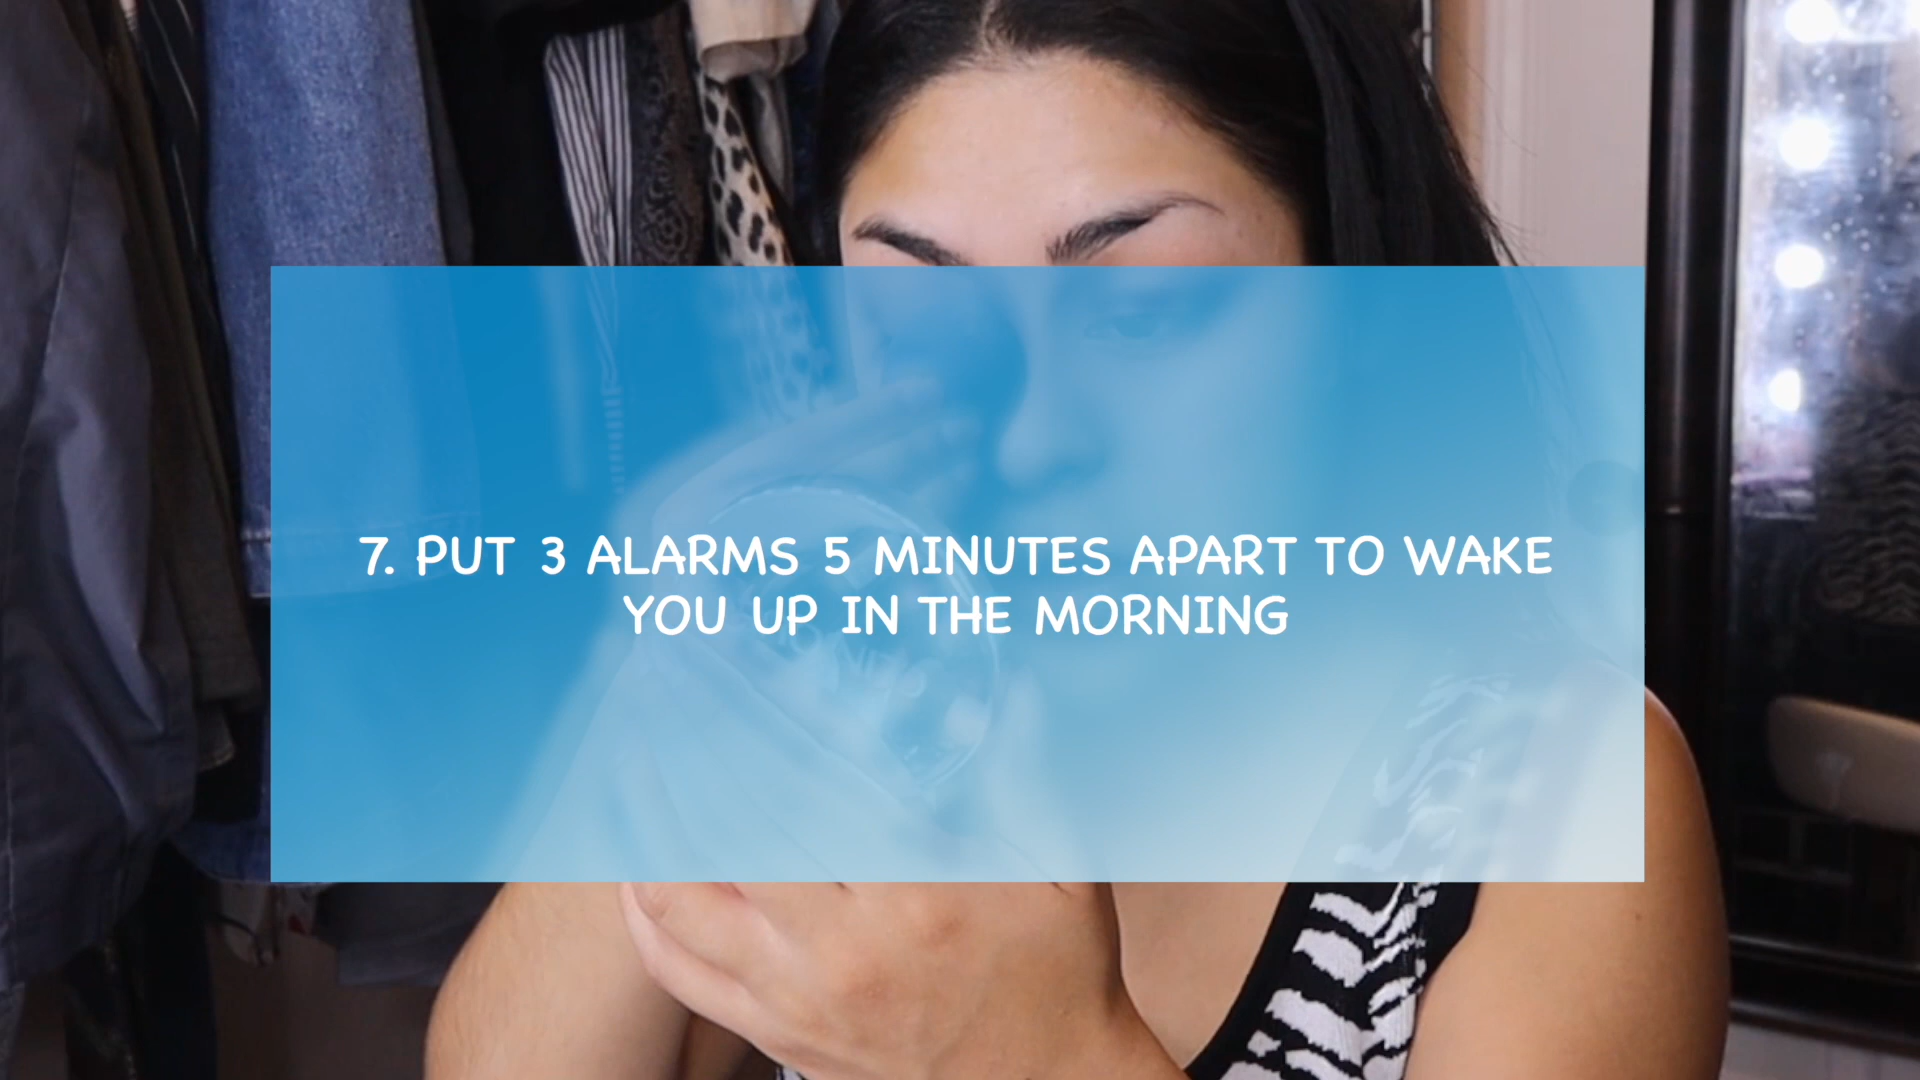 7. PUT 3 ALARMS 5 MINUTES APART TO WAKE
YOU UP IN THE MORNING